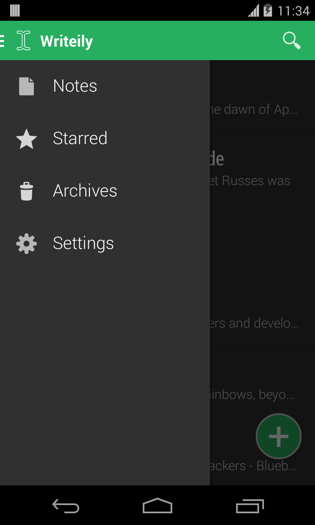 11:34
Writeily
Notes
he dawn of Ap...
Starred
de
et Russes was
Archives
Settings
ers and develo...
inbows, beyo...
ackers - Blueb...